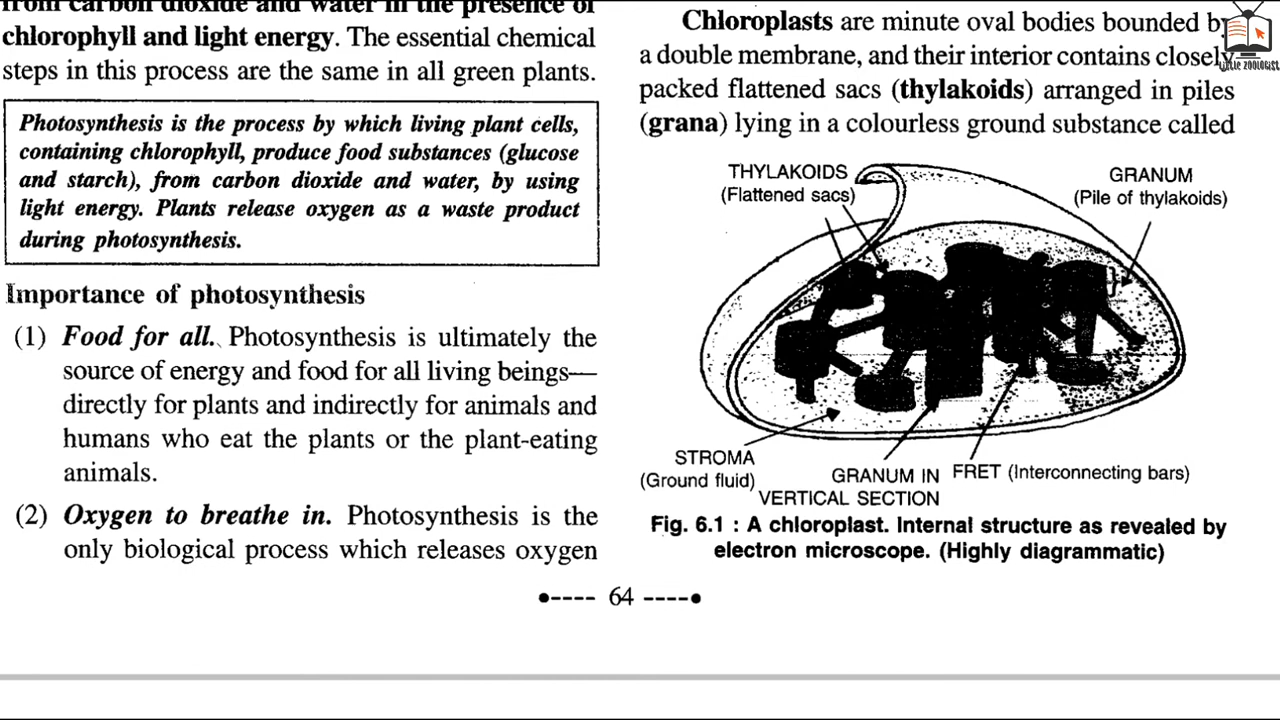 from carbon dioxide and water in the presence of
chlorophyll and light energy. The essential chemical
steps in this process are the same in all green plants.
Photosynthesis is the process by which living plant cells,
containing chlorophyll, produce food substances (glucose
and starch), from carbon dioxide and water, by using
light energy. Plants release oxygen as a waste product
during photosynthesis.
Importance of photosynthesis
(1) Food for all. Photosynthesis is ultimately the
source of energy and food for all living beings—
directly for plants and indirectly for animals and
humans who eat the plants or the plant-eating
animals.
(2) Oxygen to breathe in. Photosynthesis is the
only biological process which releases oxygen
Chloroplasts are minute oval bodies bounded by
a double membrane, and their interior contains closely
packed flattened sacs (thylakoids) arranged in piles
(grana) lying in a colourless ground substance called
THYLAKOIDS
(Flattened sacs)
GRANUM
(Pile of thylakoids)
STROMA
(Ground fluid)
GRANUM IN
VERTICAL SECTION
FRET (Interconnecting bars)
Fig. 6.1 : A chloroplast. Internal structure as revealed by
electron microscope. (Highly diagrammatic)
64
LITTLE ZOOLOGIST